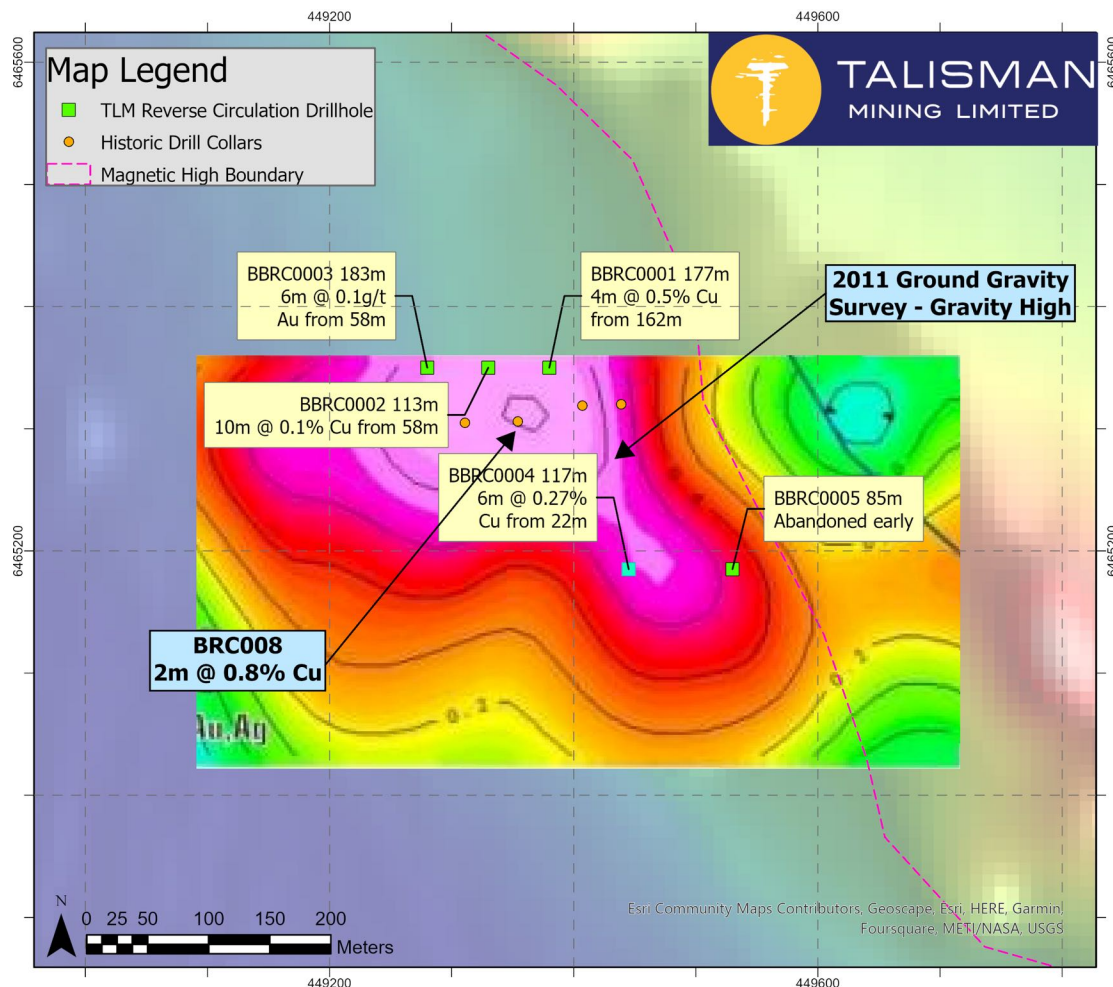 449200
449600
6465600
6465600
Map Legend
TLM Reverse Circulation Drillhole
Historic Drill Collars
Magnetic High Boundary
TALISMAN
MINING LIMITED
BBRC0003 183m
6m @ 0.1g/t
Au from 58m
BBRC0001 177m
4m @ 0.5% Cu
from 162m
2011 Ground Gravity
Survey - Gravity High
BBRC0002 113m
10m @ 0.1% Cu from 58m
BBRC0004 117m
6m @ 0.27%
Cu from 22m
BBRC0005 85m
Abandoned early
6465200
6465200
BRC008
2m @ 0.8% Cu
Au,Ag
N
0 25 50 100 150 200
Meters
Esri Community Maps Contributors, Geoscape, Esri, HERE, Garmin,
Foursquare, METI/NASA, USGS
449200
449600